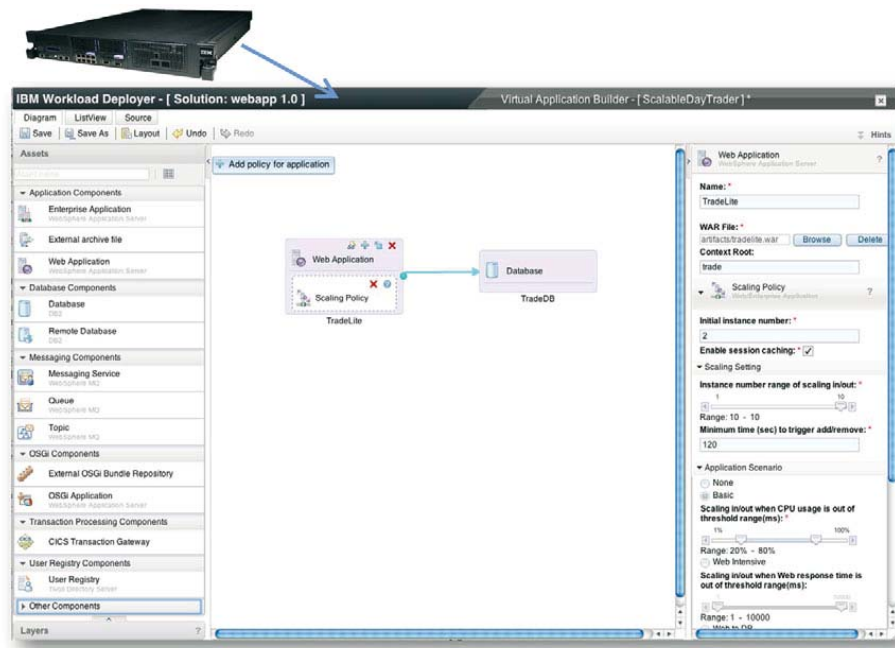 IBM
IBM Workload Deployer - [ Solution: webapp 1.0 ]
Virtual Application Builder - [ ScalableDayTrader ] *
Diagram ListView Source
Save Save As Layout Undo Redo
Hints
Assets
Application Components
Enterprise Application
WebSphere Application Server
External archive file
Web Application
WebSphere Application Server
Database Components
Database
DB2
Remote Database
DB2
Messaging Components
Messaging Service
WebSphere MQ
Queue
WebSphere MQ
Topic
WebSphere MQ
OSGi Components
External OSGi Bundle Repository
OSGi Application
WebSphere Application Server
Transaction Processing Components
CICS Transaction Gateway
User Registry Components
User Registry
Tivoli Directory Server
Other Components
Layers ?
Add policy for application
Web Application
Scaling Policy
TradeLite
Database
TradeDB
Web Application ?
WebSphere Application Server
Name: *
TradeLite
WAR File: *
artifacts/tradelite.war Browse Delete
Context Root:
trade
Scaling Policy ?
Web/Enterprise Application
Initial instance number: *
2
Enable session caching: *
Scaling Setting
Instance number range of scaling in/out: *
1 10
Range: 10 - 10
Minimum time (sec) to trigger add/remove: *
120
Application Scenario
None
Basic
Scaling in/out when CPU usage is out of
threshold range(ms): *
1% 100%
Range: 20% - 80%
Web Intensive
Scaling in/out when Web response time is
out of threshold range(ms):
Range: 1 - 10000
Web to DB